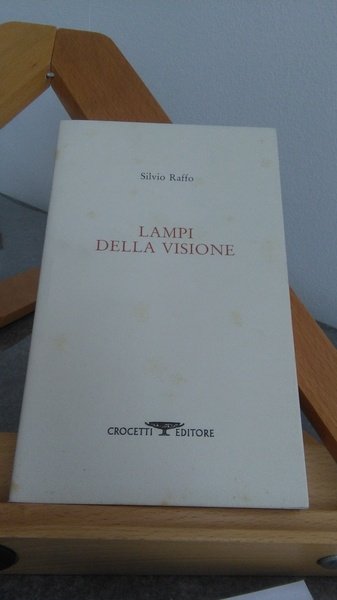 Silvio Raffo
LAMPI
DELLA VISIONE
CROCETTI EDITORE